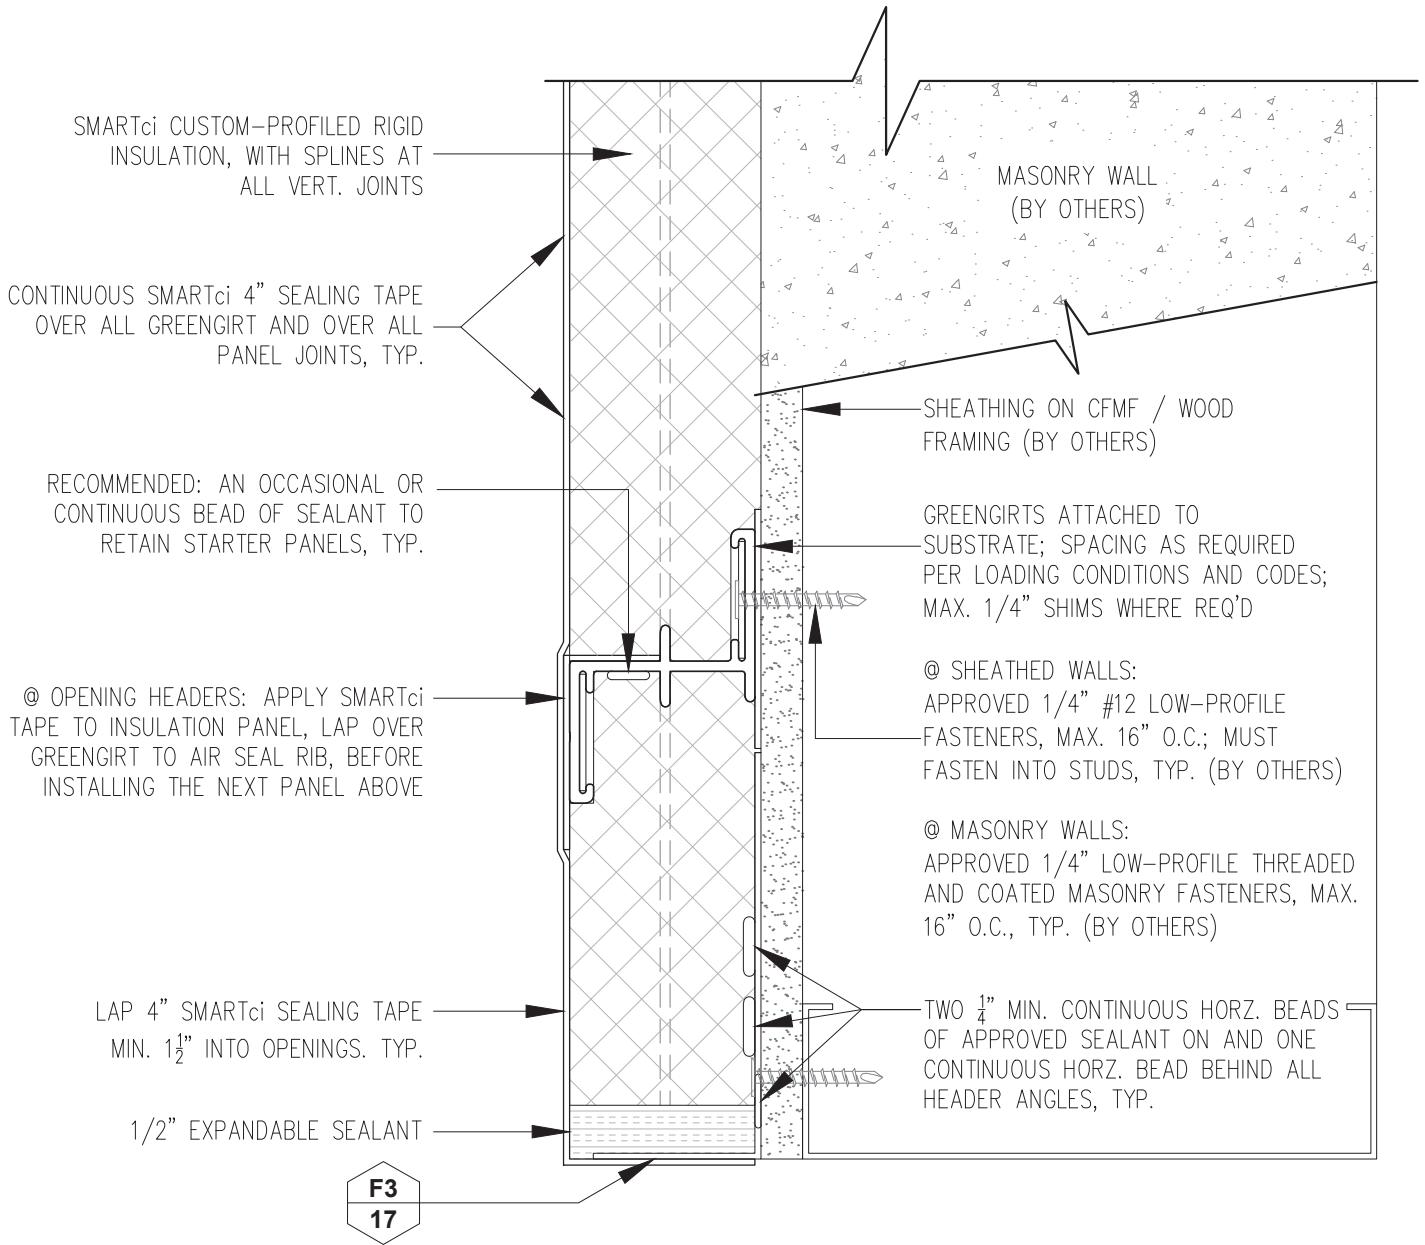 SMARTci CUSTOM-PROFILED RIGID
INSULATION, WITH SPLINES AT
ALL VERT. JOINTS
CONTINUOUS SMARTci 4" SEALING TAPE
OVER ALL GREENGIRT AND OVER ALL
PANEL JOINTS, TYP.
RECOMMENDED: AN OCCASIONAL OR
CONTINUOUS BEAD OF SEALANT TO
RETAIN STARTER PANELS, TYP.
@ OPENING HEADERS: APPLY SMARTci
TAPE TO INSULATION PANEL, LAP OVER
GREENGIRT TO AIR SEAL RIB, BEFORE
INSTALLING THE NEXT PANEL ABOVE
LAP 4" SMARTci SEALING TAPE
MIN. 1 1/2" INTO OPENINGS. TYP.
1/2" EXPANDABLE SEALANT
F3
17
MASONRY WALL
(BY OTHERS)
SHEATHING ON CFMF / WOOD
FRAMING (BY OTHERS)
GREENGIRTS ATTACHED TO
SUBSTRATE; SPACING AS REQUIRED
PER LOADING CONDITIONS AND CODES;
MAX. 1/4" SHIMS WHERE REQ'D
@ SHEATHED WALLS:
APPROVED 1/4" #12 LOW-PROFILE
FASTENERS, MAX. 16" O.C.; MUST
FASTEN INTO STUDS, TYP. (BY OTHERS)
@ MASONRY WALLS:
APPROVED 1/4" LOW-PROFILE THREADED
AND COATED MASONRY FASTENERS, MAX.
16" O.C., TYP. (BY OTHERS)
TWO 1/4" MIN. CONTINUOUS HORZ. BEADS
OF APPROVED SEALANT ON AND ONE
CONTINUOUS HORZ. BEAD BEHIND ALL
HEADER ANGLES, TYP.